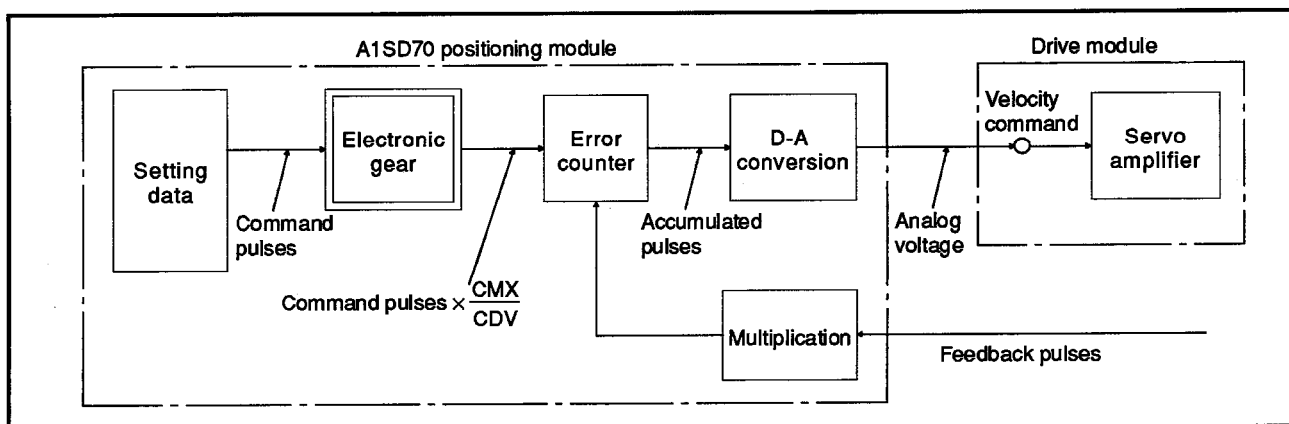 A1SD70 positioning module
Drive module
Setting
data
Electronic
gear
Error
counter
D-A
conversion
Velocity
command
Servo
amplifier
Command
pulses
Accumulated
pulses
Analog
voltage
Command pulses × CMX
CDV
Multiplication
Feedback pulses